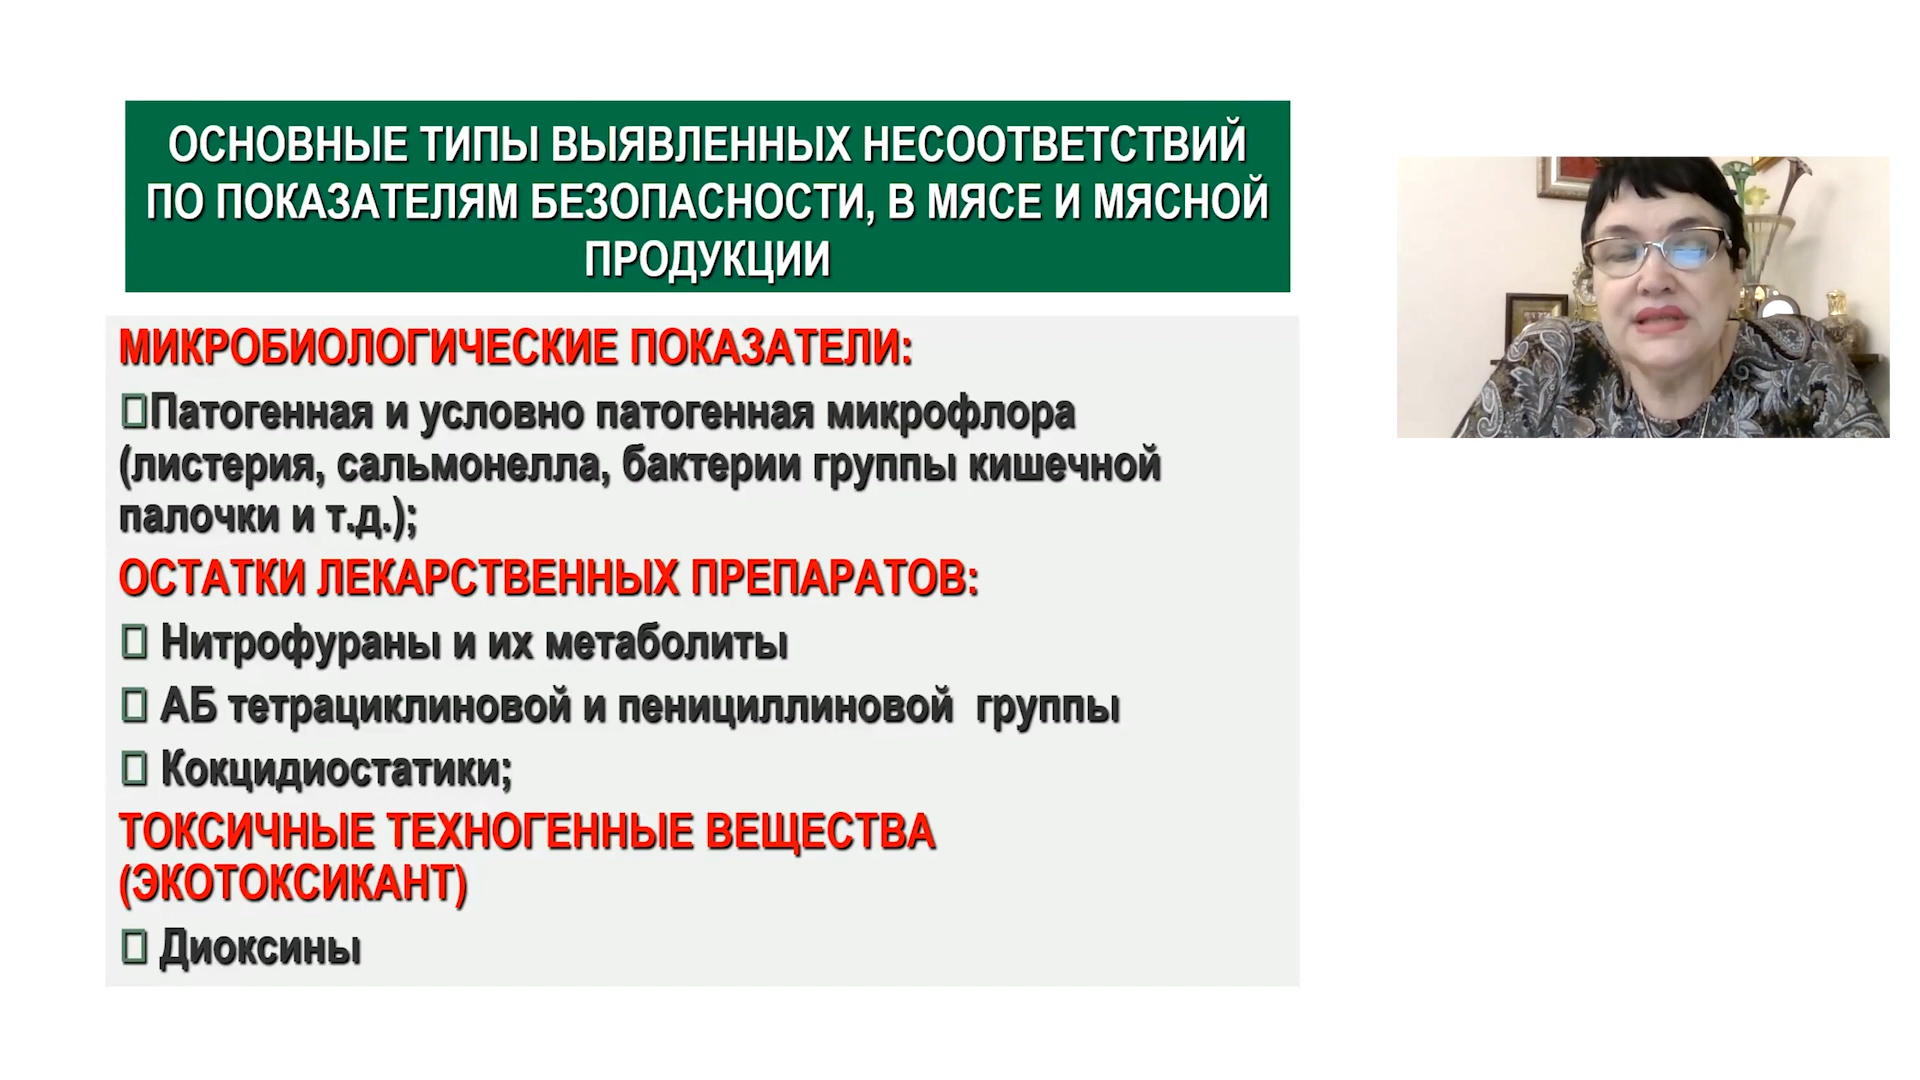 ОСНОВНЫЕ ТИПЫ ВЫЯВЛЕННЫХ НЕСООТВЕТСТВИЙ
ПО ПОКАЗАТЕЛЯМ БЕЗОПАСНОСТИ, В МЯСЕ И МЯСНОЙ
ПРОДУКЦИИ
МИКРОБИОЛОГИЧЕСКИЕ ПОКАЗАТЕЛИ:
Патогенная и условно патогенная микрофлора
(листерия, сальмонелла, бактерии группы кишечной
палочки и т.д.);
ОСТАТКИ ЛЕКАРСТВЕННЫХ ПРЕПАРАТОВ:
Нитрофураны и их метаболиты
АБ тетрациклиновой и пенициллиновой группы
Кокцидиостатики;
ТОКСИЧНЫЕ ТЕХНОГЕННЫЕ ВЕЩЕСТВА
(ЭКОТОКСИКАНТ)
Диоксины